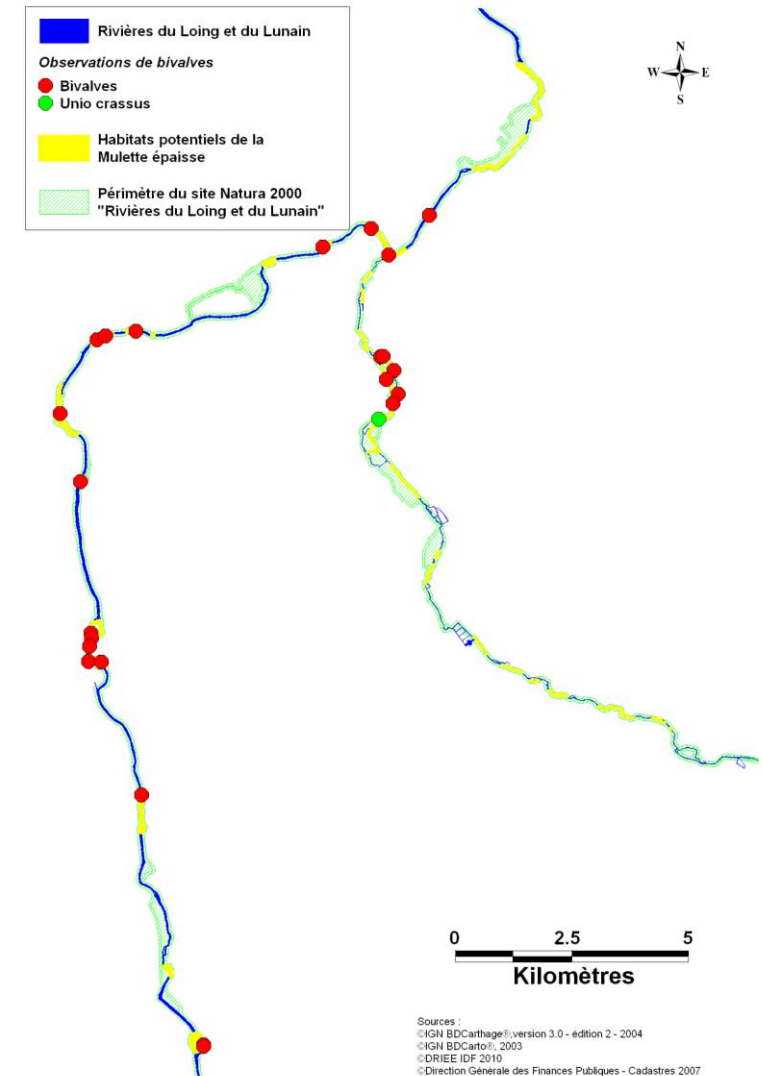 Rivières du Loing et du Lunain
Observations de bivalves
Bivalves
Unio crassus
Habitats potentiels de la
Mulette épaisse
Périmètre du site Natura 2000
"Rivières du Loing et du Lunain"
N
W E
S
0 2.5 5
Kilomètres
Sources :
©IGN BDCarthage®,version 3.0 - édition 2 - 2004
©IGN BDCarto®, 2003
©DRIEE IDF 2010
©Direction Générale des Finances Publiques - Cadastres 2007